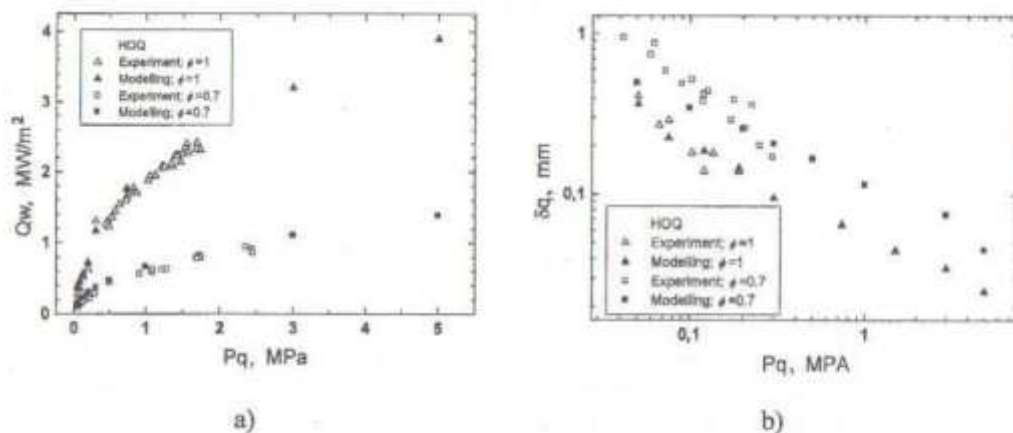 4
3
2
1
0
Qw, MW/m²
HOQ
Experiment; ϕ=1
Modelling; ϕ=1
Experiment; ϕ=0,7
Modelling; ϕ=0.7
0 1 2 3 4 5
Pq, MPa
a)
1
0,1
δq, mm
HOQ
Experiment; ϕ=1
Modelling; ϕ=1
Experiment; ϕ=0.7
Modelling; ϕ=0.7
0,1 1
Pq, MPA
b)